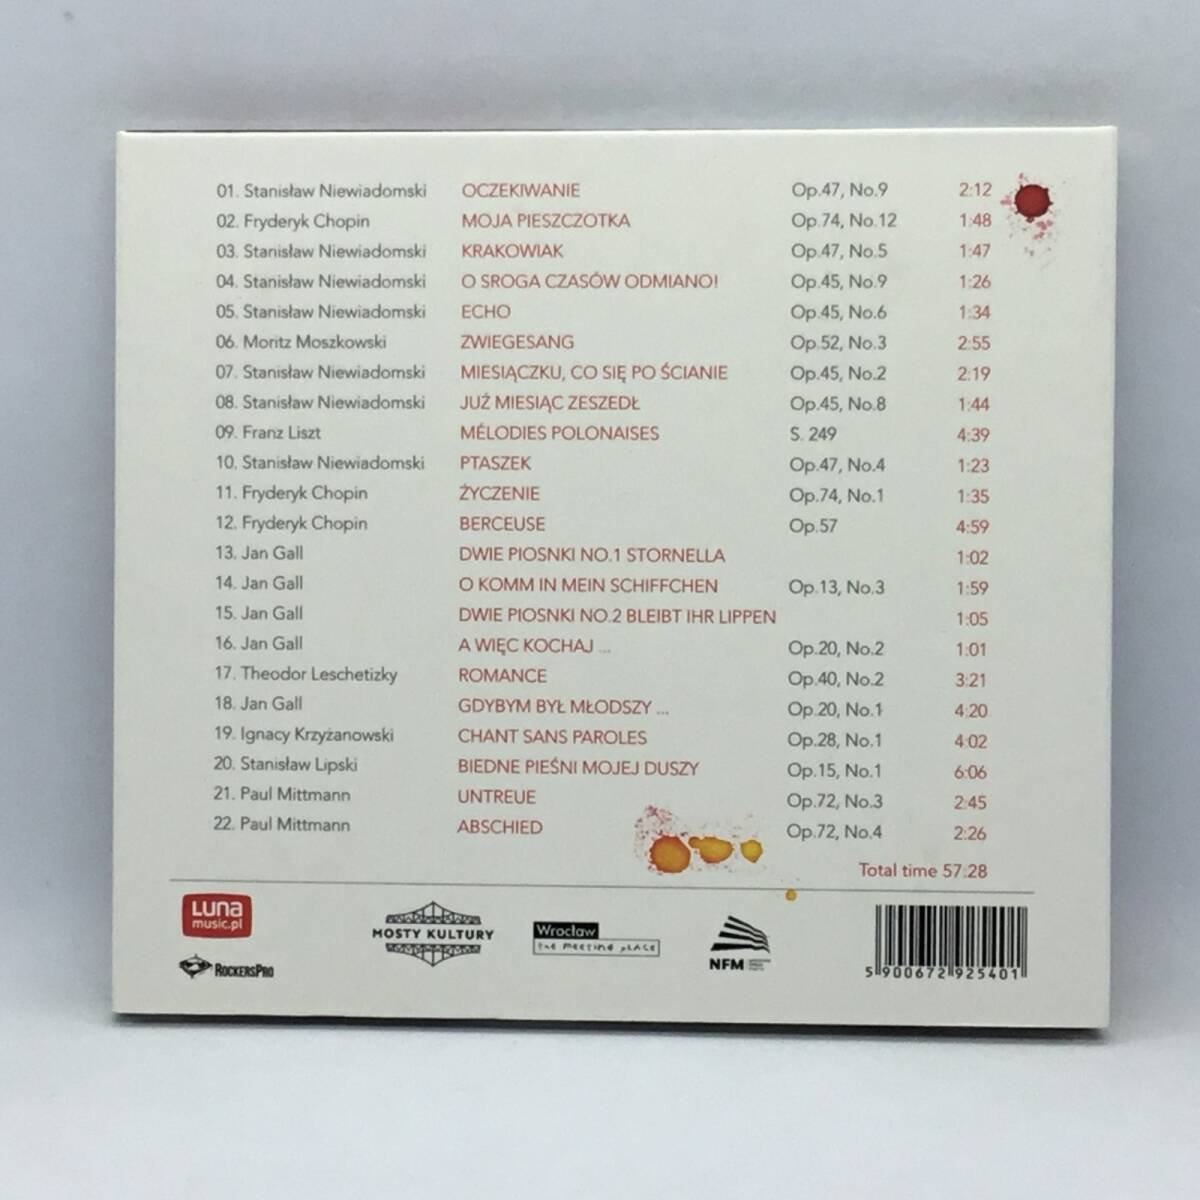 01. Stanisław Niewiadomski OCZEKIWANIE Op.47, No.9 2:12
02. Fryderyk Chopin MOJA PIESZCZOTKA Op.74, No.12 1:48
03. Stanisław Niewiadomski KRAKOWIAK Op.47, No.5 1:47
04. Stanisław Niewiadomski O SROGA CZASÓW ODMIANO! Op.45, No.9 1:26
05. Stanisław Niewiadomski ECHO Op.45, No.6 1:34
06. Moritz Moszkowski ZWIEGESANG Op.52, No.3 2:55
07. Stanisław Niewiadomski MIESIĄCZKU, CO SIĘ PO ŚCIANIE Op.45, No.2 2:19
08. Stanisław Niewiadomski JUŻ MIESIĄC ZESZEDŁ Op.45, No.8 1:44
09. Franz Liszt MÉLODIES POLONAISES S. 249 4:39
10. Stanisław Niewiadomski PTASZEK Op.47, No.4 1:23
11. Fryderyk Chopin ŻYCZENIE Op.74, No.1 1:35
12. Fryderyk Chopin BERCEUSE Op.57 4:59
13. Jan Gall DWIE PIOSNKI NO.1 STORNELLA 1:02
14. Jan Gall O KOMM IN MEIN SCHIFFCHEN Op.13, No.3 1:59
15. Jan Gall DWIE PIOSNKI NO.2 BLEIBT IHR LIPPEN 1:05
16. Jan Gall A WIĘC KOCHAJ ... Op.20, No.2 1:01
17. Theodor Leschetizky ROMANCE Op.40, No.2 3:21
18. Jan Gall GDYBYM BYŁ MŁODSZY ... Op.20, No.1 4:20
19. Ignacy Krzyżanowski CHANT SANS PAROLES Op.28, No.1 4:02
20. Stanisław Lipski BIEDNE PIEŚNI MOJEJ DUSZY Op.15, No.1 6:06
21. Paul Mittmann UNTREUE Op.72, No.3 2:45
22. Paul Mittmann ABSCHIED Op.72, No.4 2:26
Total time 57:28
LUNA
music.pl
ROCKERSPRO
MOSTY KULTURY
Wrocław
the meeting place
NFM
5 900672 925401